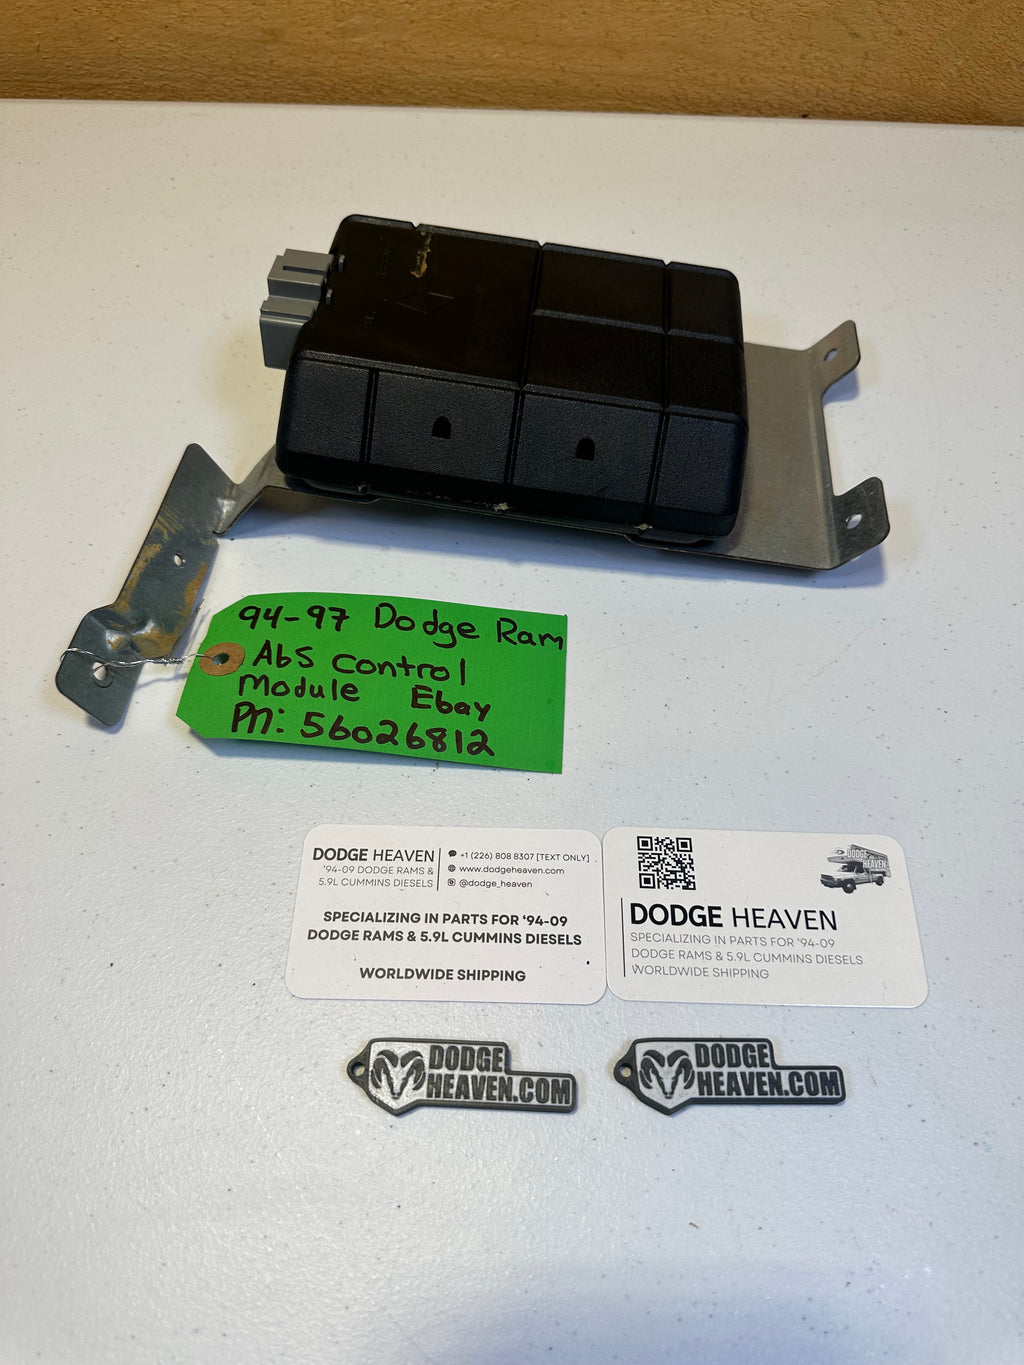 94-97 Dodge Ram
AbS Control
Module Ebay
PN: 56026812
DODGE HEAVEN
'94-09 DODGE RAMS &
5.9L CUMMINS DIESELS
+1 (226) 808 8307 [TEXT ONLY]
www.dodgeheaven.com
@dodge_heaven
SPECIALIZING IN PARTS FOR '94-09
DODGE RAMS & 5.9L CUMMINS DIESELS
WORLDWIDE SHIPPING
DODGE
HEAVEN
DODGE HEAVEN
SPECIALIZING IN PARTS FOR '94-09
DODGE RAMS & 5.9L CUMMINS DIESELS
WORLDWIDE SHIPPING
DODGE
HEAVEN.COM
DODGE
HEAVEN.COM